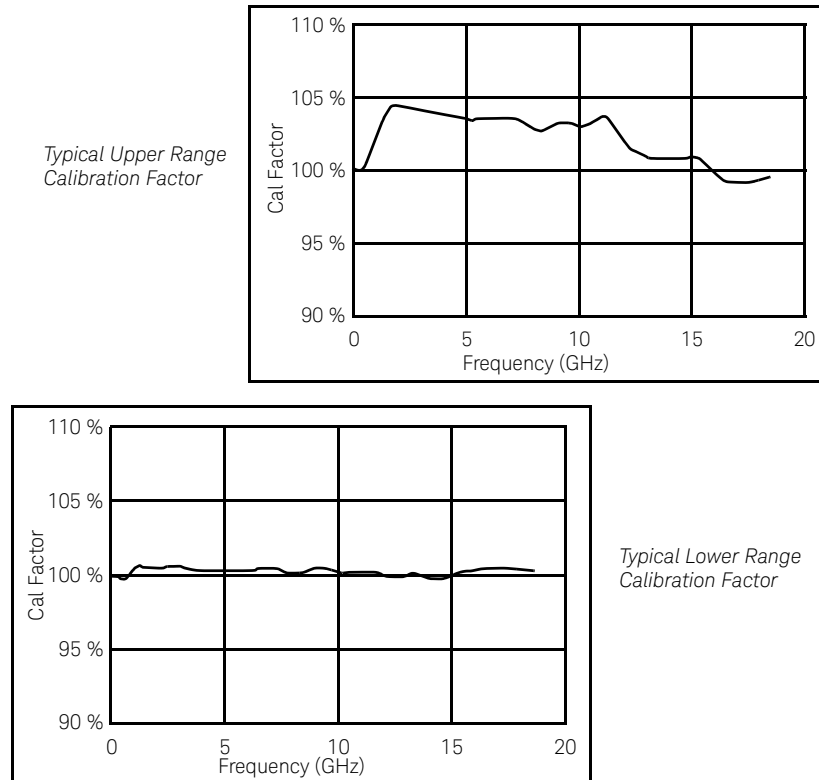 Typical Upper Range
Calibration Factor
110 %
105 %
100 %
95 %
90 %
Cal Factor
0 5 10 15 20
Frequency (GHz)
110 %
105 %
100 %
95 %
90 %
Cal Factor
0 5 10 15 20
Frequency (GHz)
Typical Lower Range
Calibration Factor